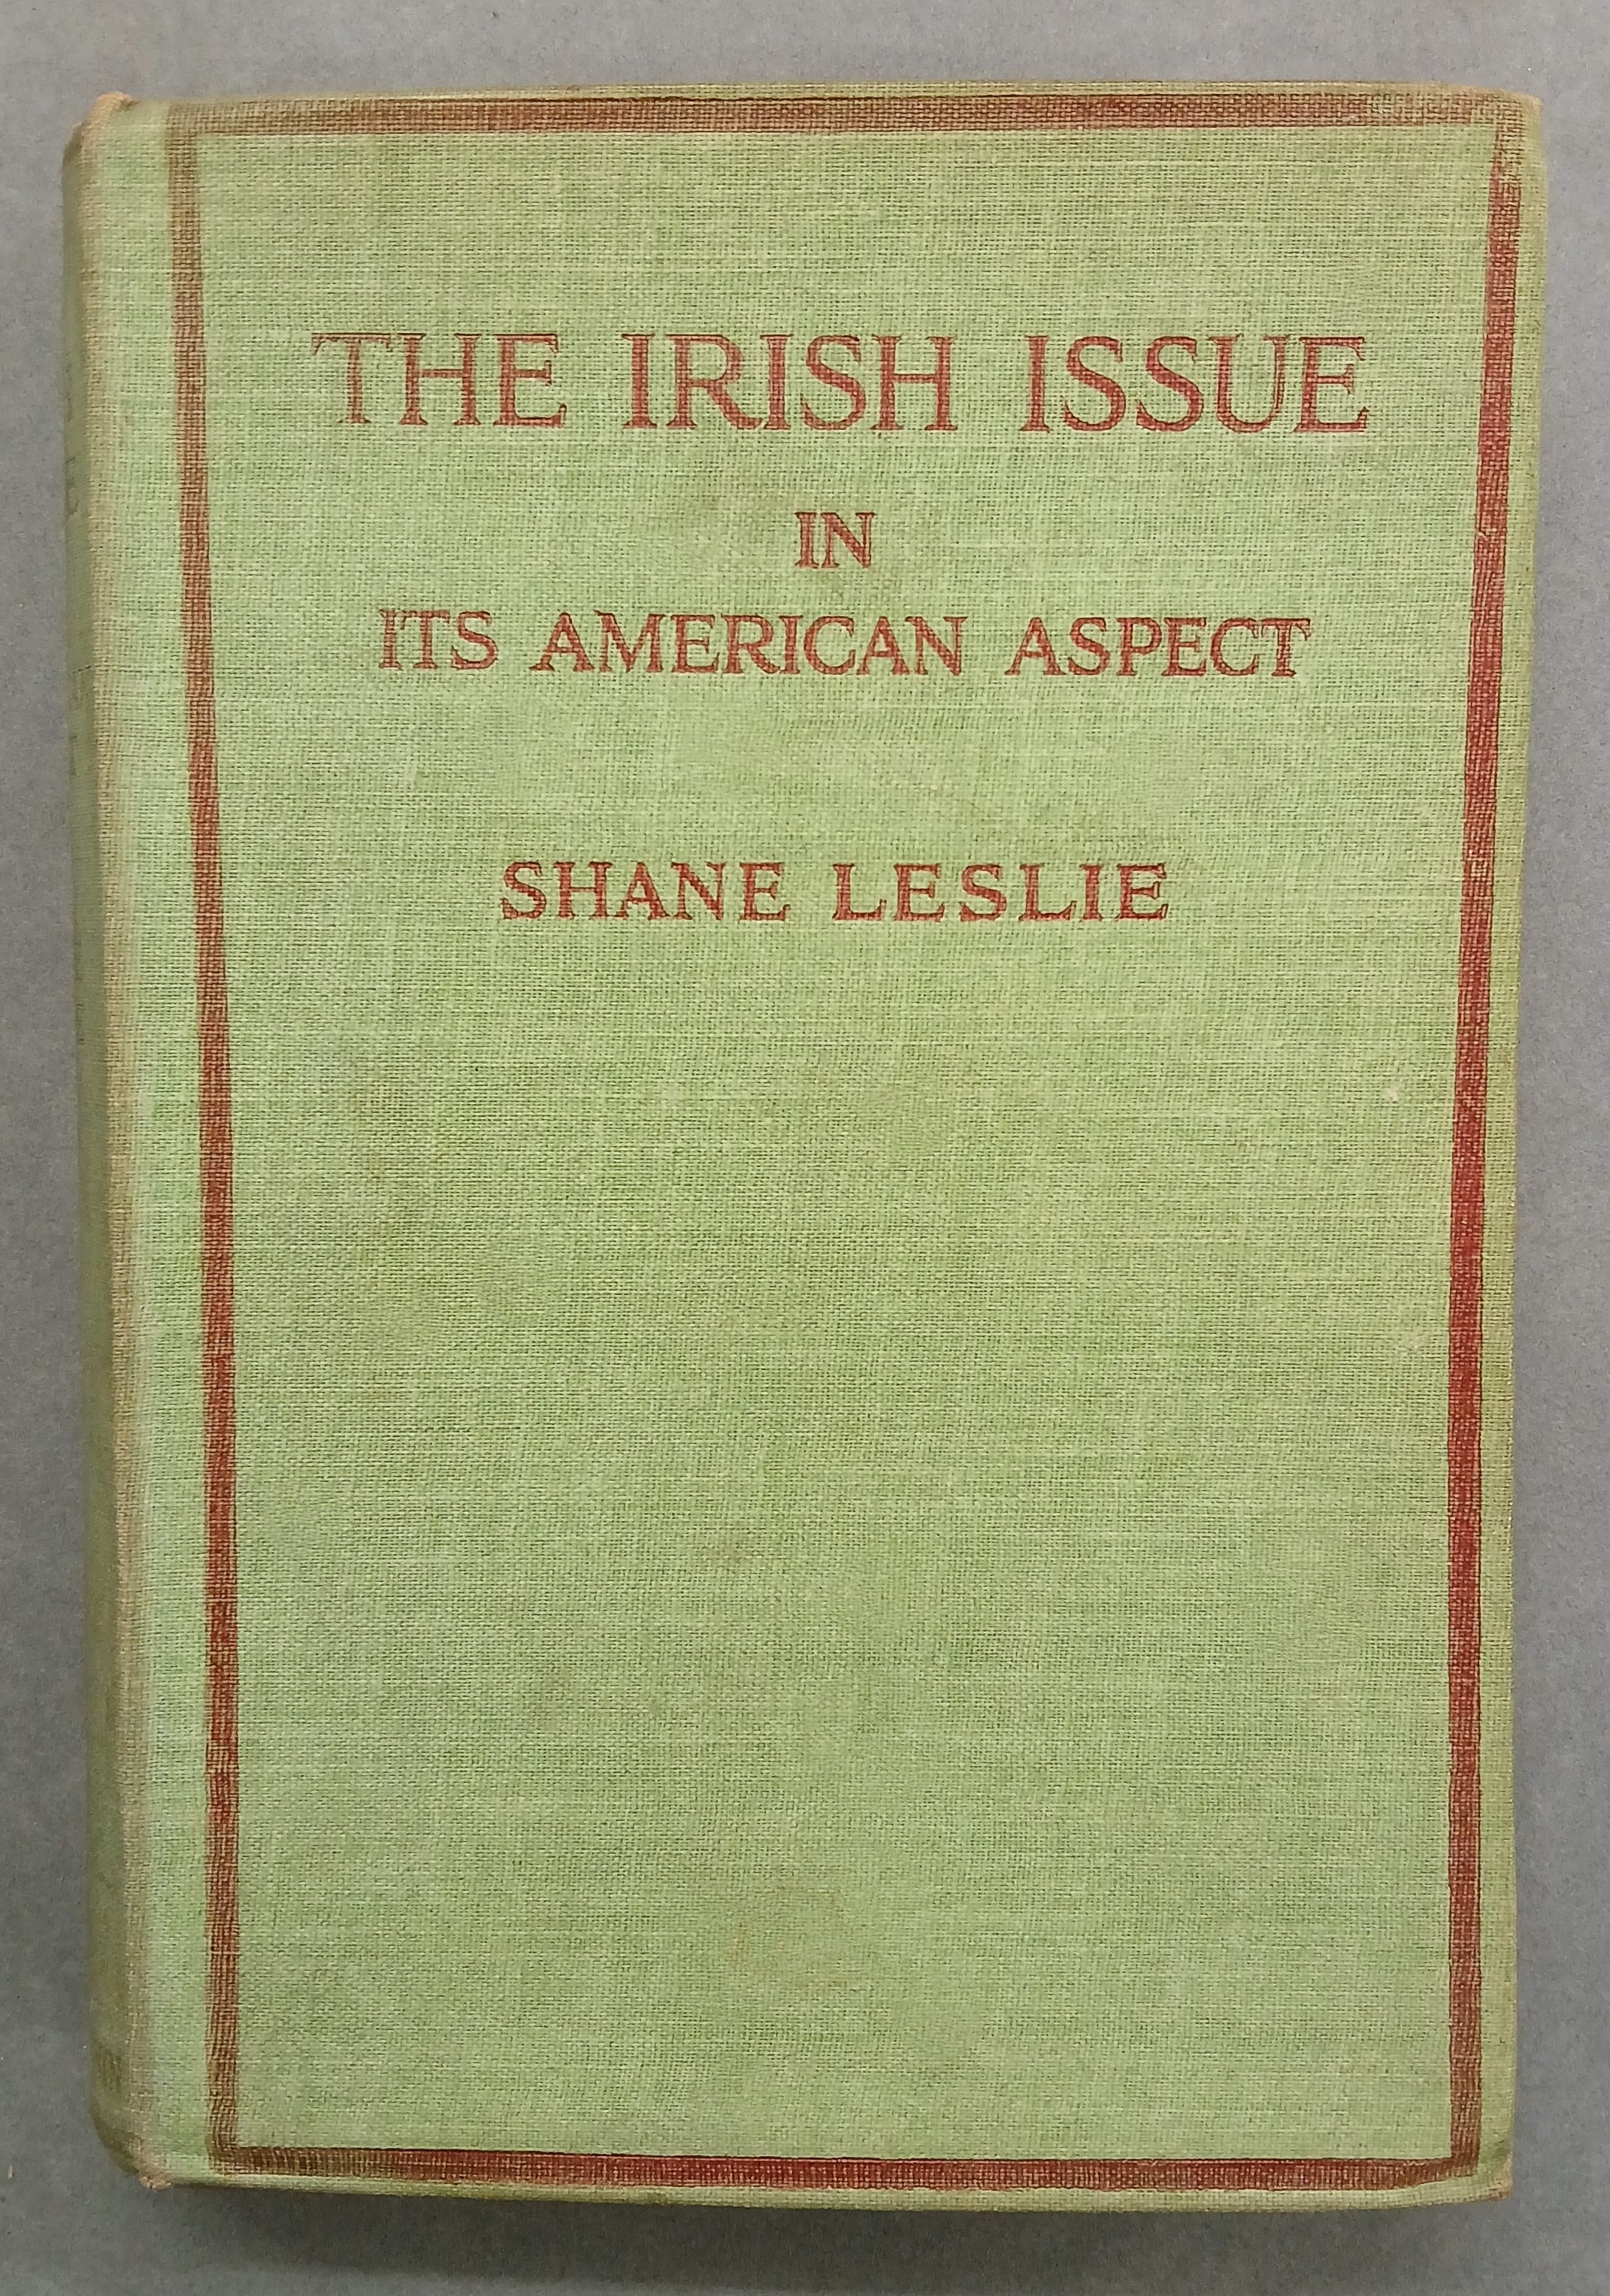 THE IRISH ISSUE
IN
ITS AMERICAN ASPECT
SHANE LESLIE